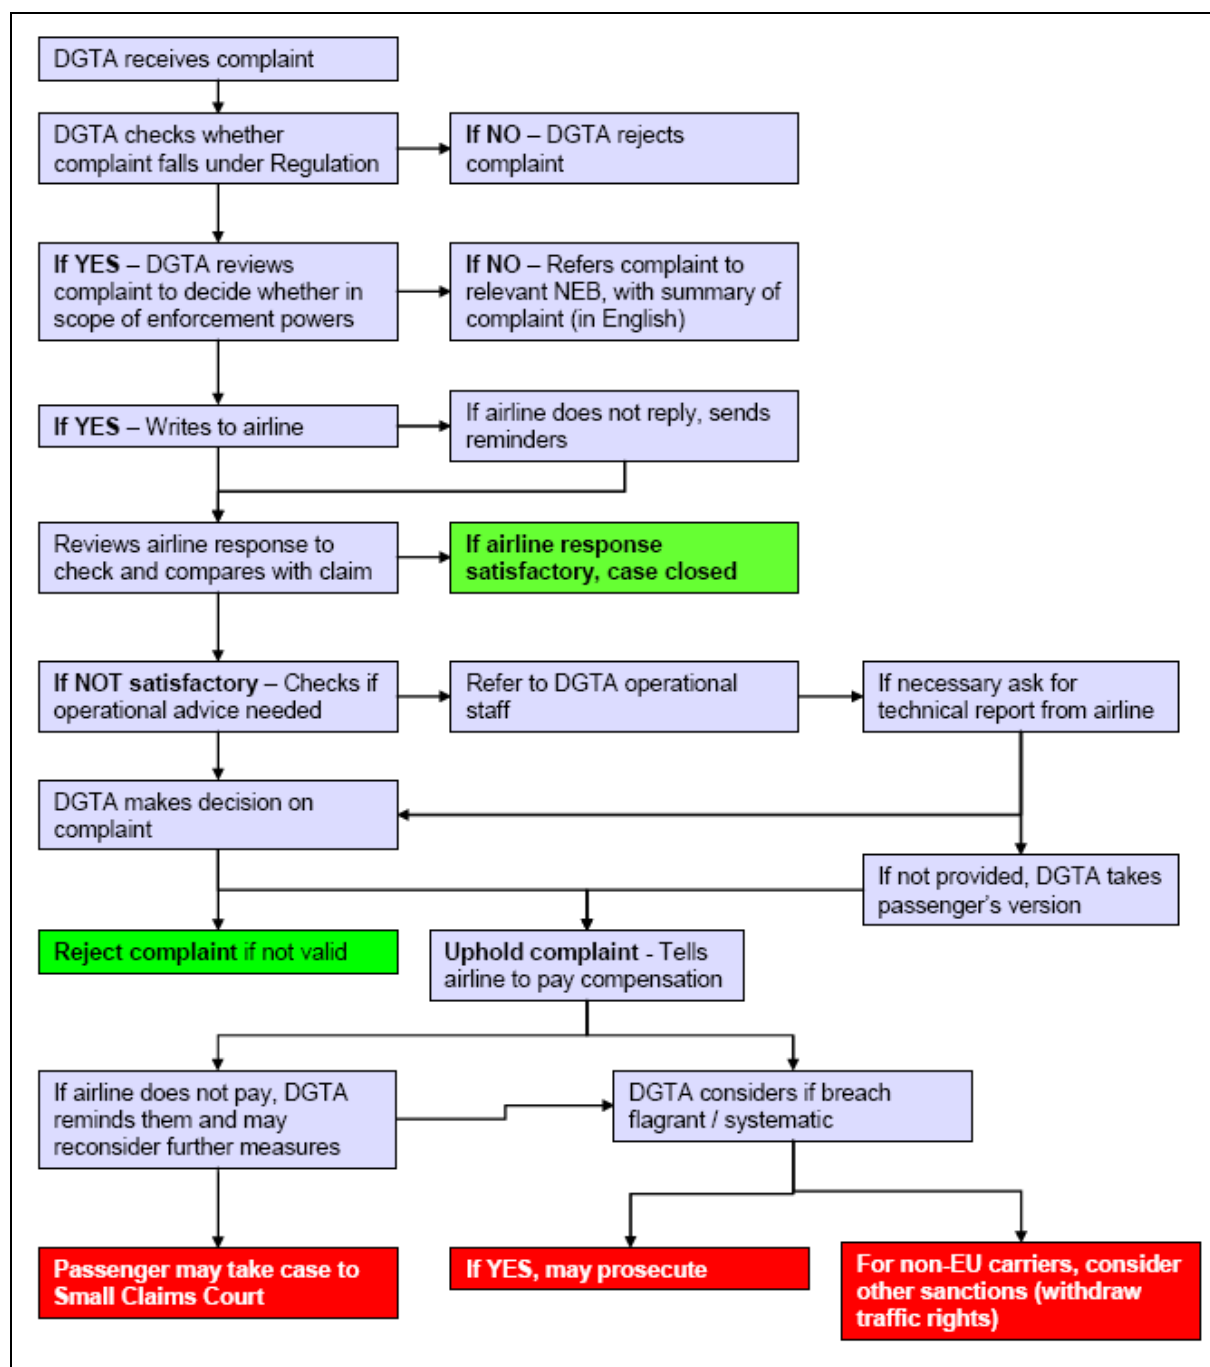 DGTA receives complaint
DGTA checks whether
complaint falls under Regulation
If NO – DGTA rejects
complaint
If YES – DGTA reviews
complaint to decide whether in
scope of enforcement powers
If NO – Refers complaint to
relevant NEB, with summary of
complaint (in English)
If YES – Writes to airline
If airline does not reply, sends
reminders
Reviews airline response to
check and compares with claim
If airline response
satisfactory, case closed
If NOT satisfactory – Checks if
operational advice needed
Refer to DGTA operational
staff
If necessary ask for
technical report from airline
DGTA makes decision on
complaint
If not provided, DGTA takes
passenger's version
Reject complaint if not valid
Uphold complaint - Tells
airline to pay compensation
If airline does not pay, DGTA
reminds them and may
reconsider further measures
DGTA considers if breach
flagrant / systematic
Passenger may take case to
Small Claims Court
If YES, may prosecute
For non-EU carriers, consider
other sanctions (withdraw
traffic rights)